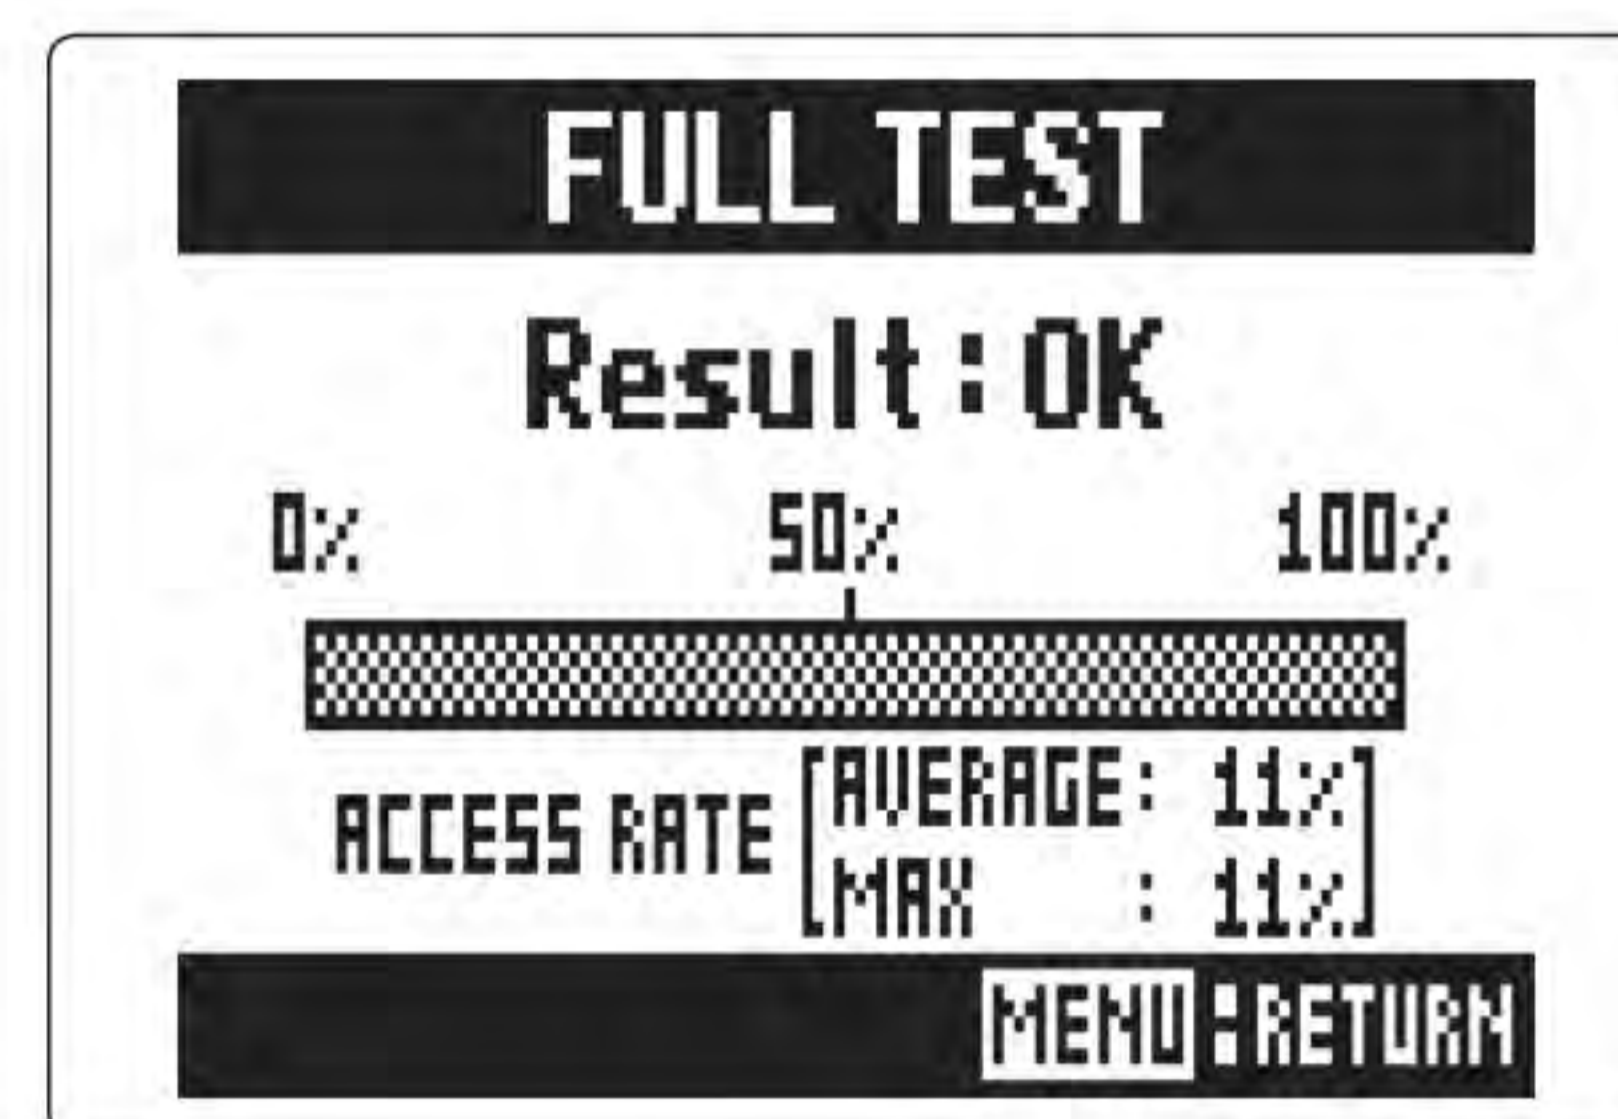 FULL TEST
Result:OK
0% 50% 100%
ACCESS RATE
AVERAGE: 11%
MAX : 11%
MENU:RETURN